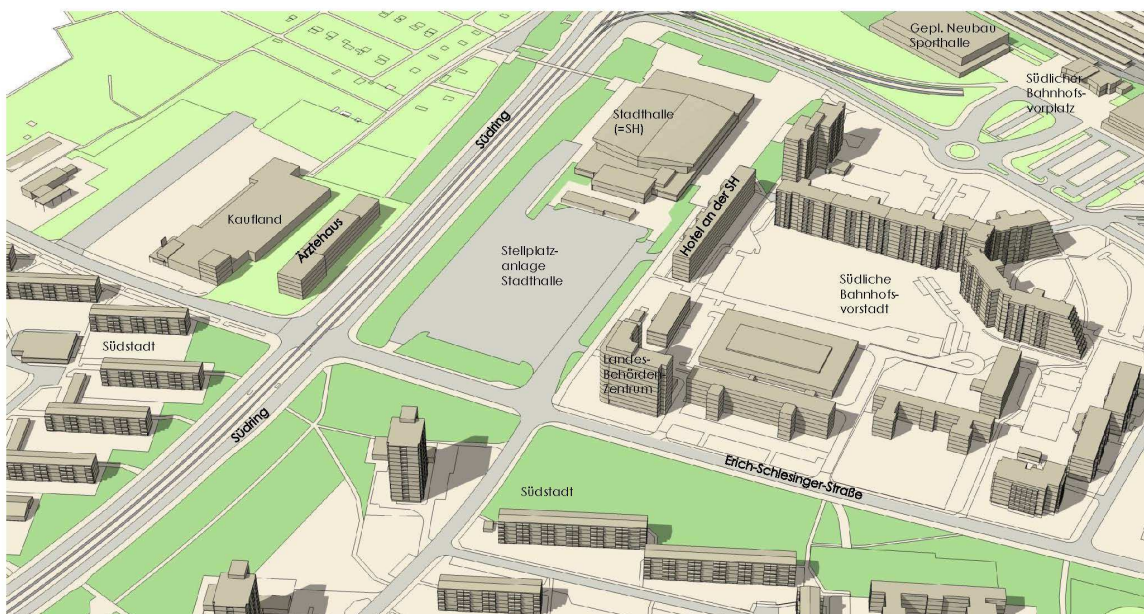 Gepl. Neubau
Sporthalle
Südlicher
Bahnhofs-
vorplatz
Stadthalle
(=SH)
Südring
Kaufland
Ärztehaus
Hotel an der SH
Stellplatz-
anlage
Stadthalle
Südliche
Bahnhofs-
vorstadt
Südstadt
Landes-
Behörden
Zentrum
Südring
Erich-Schlesinger-Straße
Südstadt